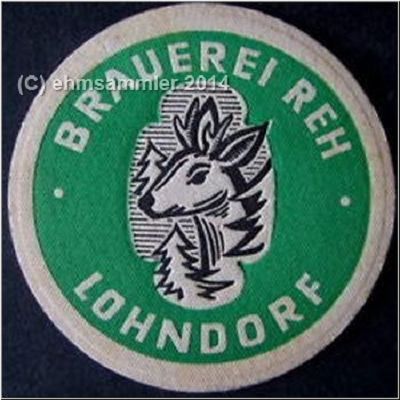 (C) ehmsammler 2014
BRAUEREI REH
LOHNDORF